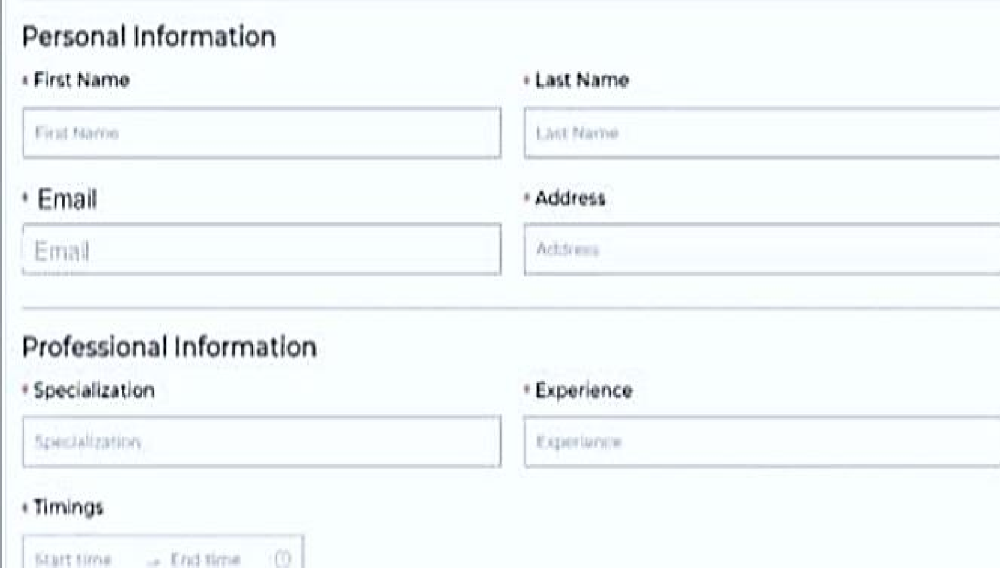 Personal Information
* First Name
* Last Name
First Name
Last Name
* Email
* Address
Email
Address
Professional Information
* Specialization
* Experience
Specialization
Experience
* Timings
Start time → End time